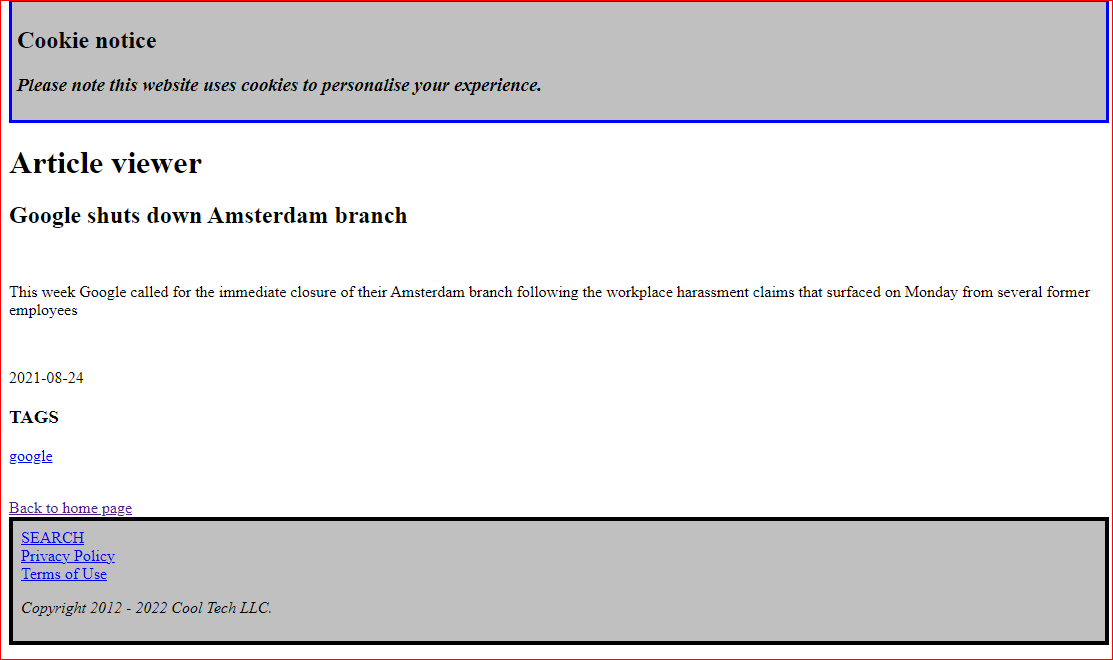 Cookie notice
Please note this website uses cookies to personalise your experience.
Article viewer
Google shuts down Amsterdam branch
This week Google called for the immediate closure of their Amsterdam branch following the workplace harassment claims that surfaced on Monday from several former
employees
2021-08-24
TAGS
google
Back to home page
SEARCH
Privacy Policy
Terms of Use
Copyright 2012 - 2022 Cool Tech LLC.